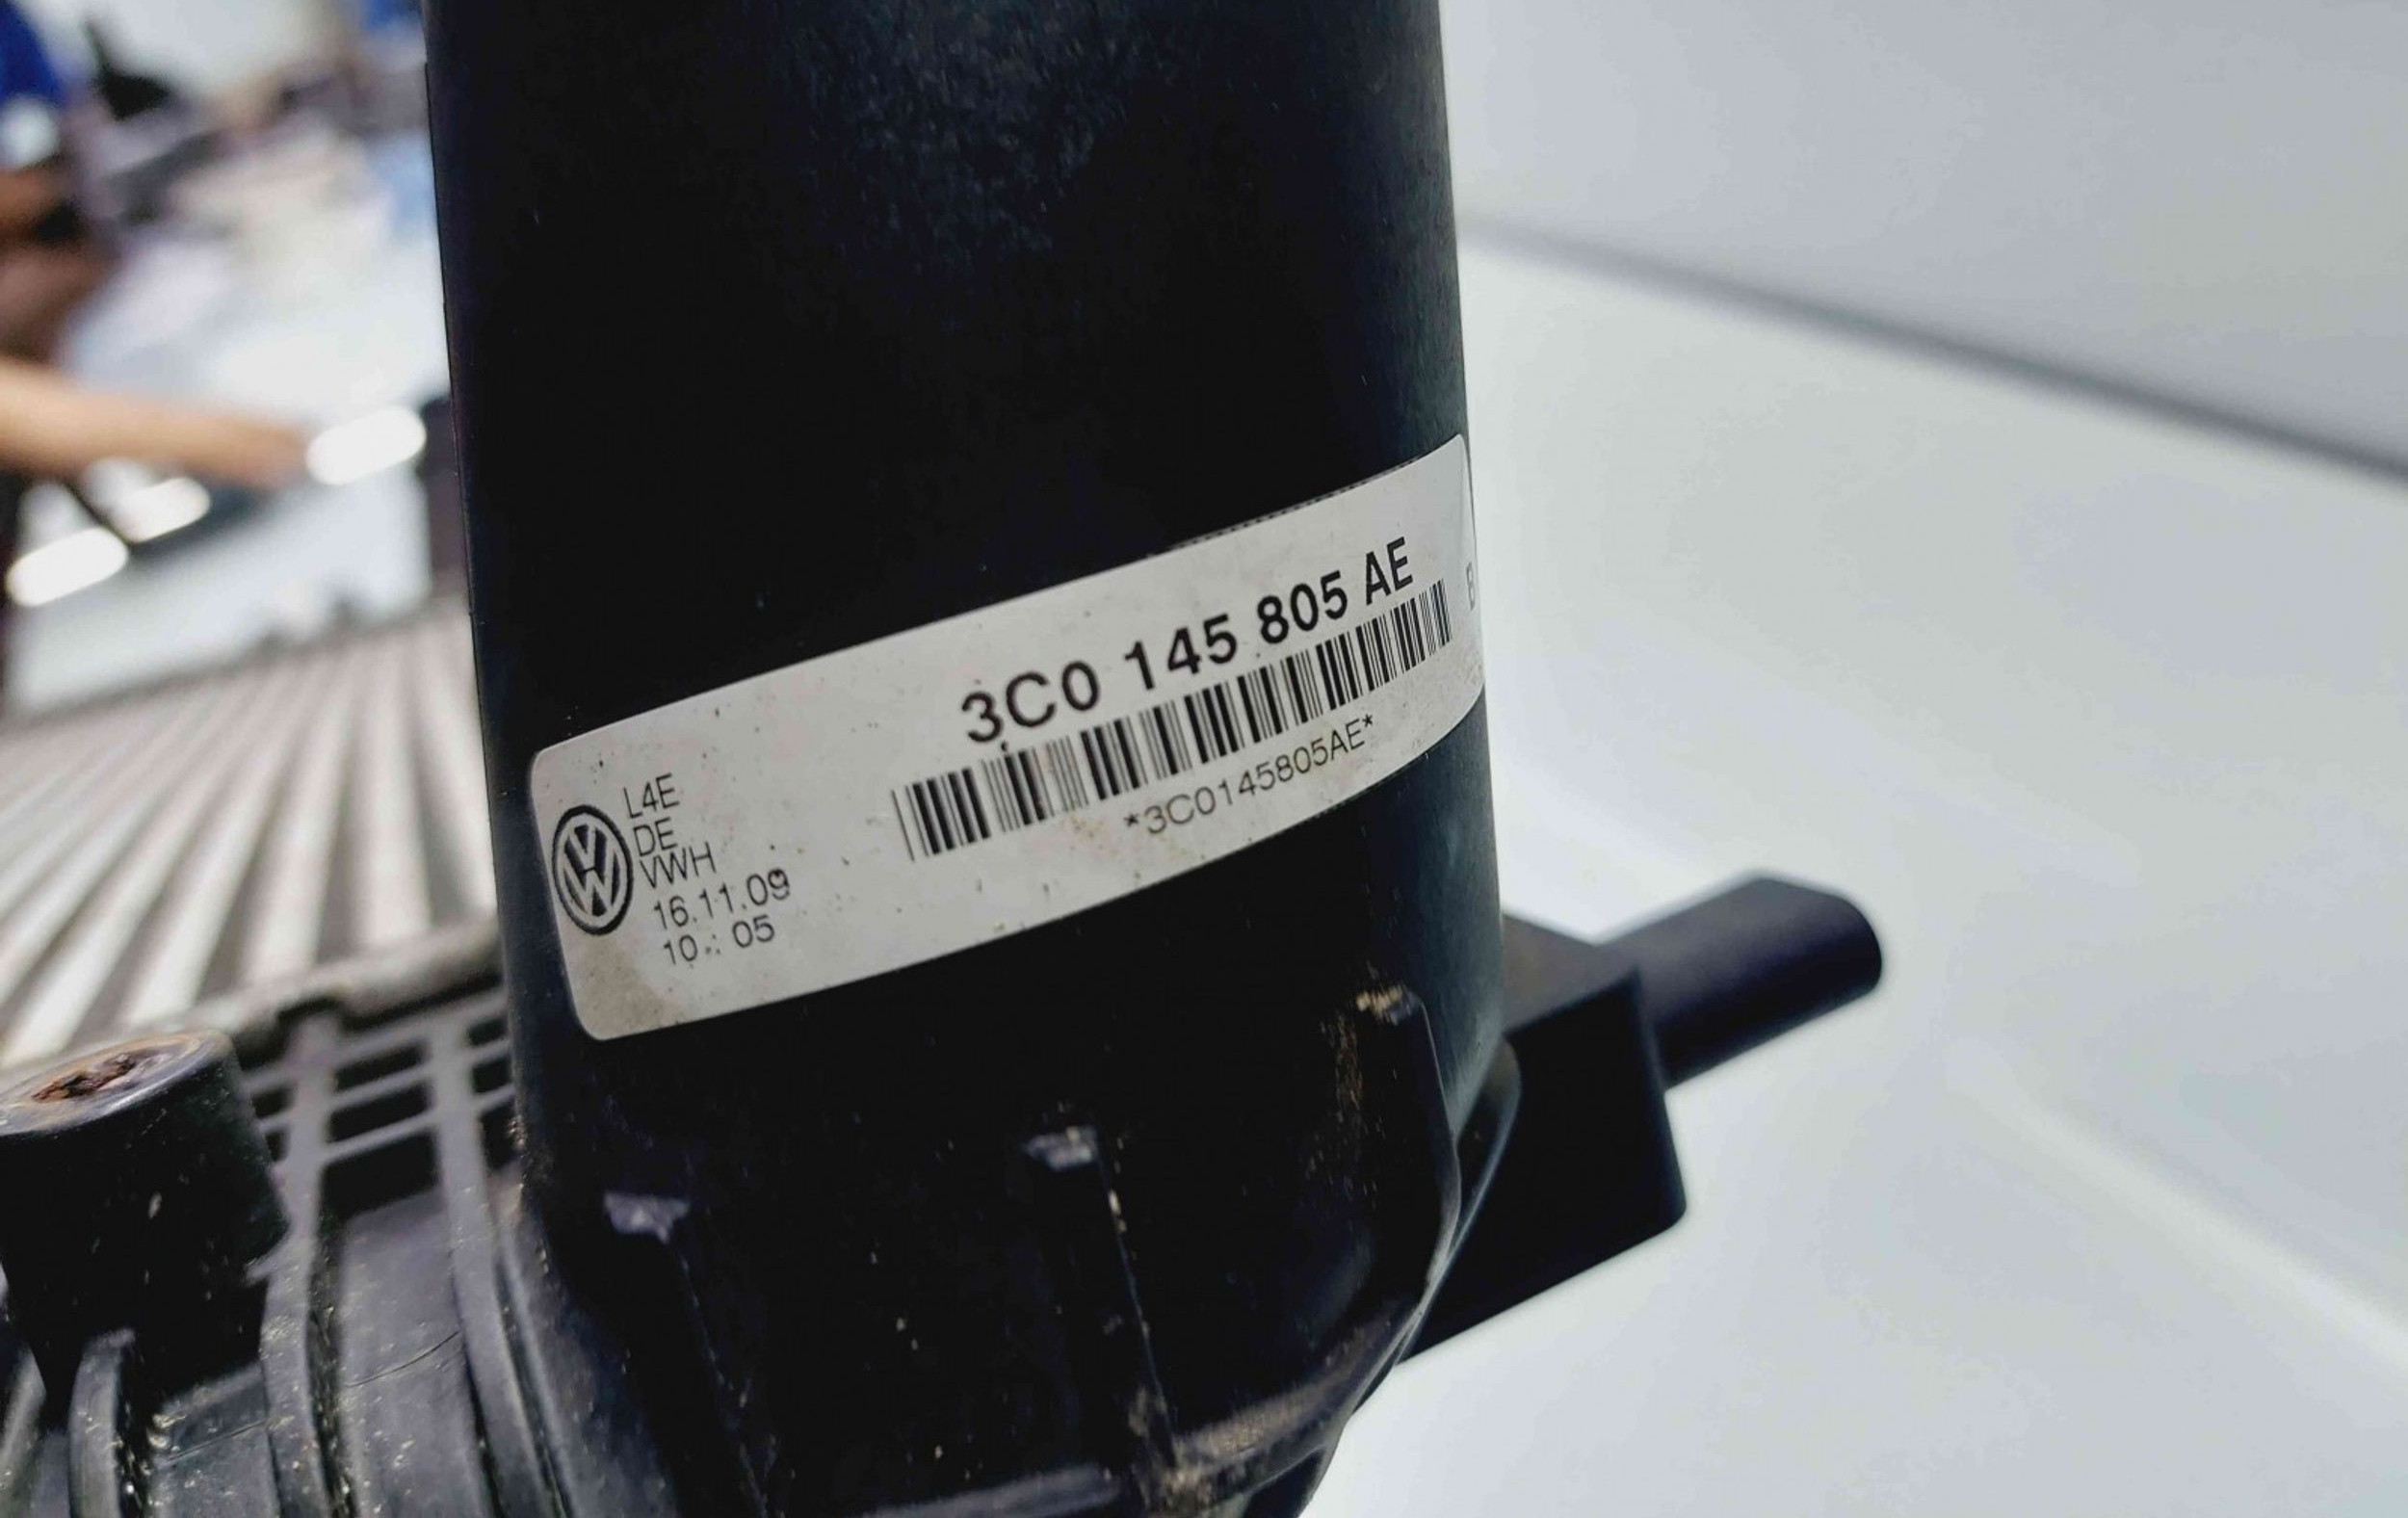 3C0 145 805 AE
B
*3C0145805AE*
L4E
DE
VWH
16.11.09
10 : 05